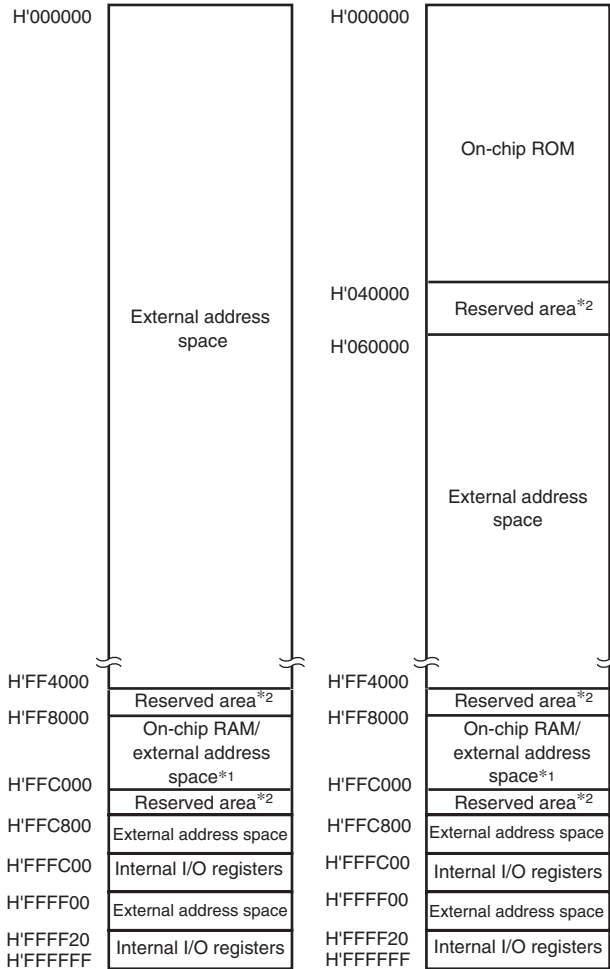 H'000000
External address
space
H'FF4000
Reserved area*2
H'FF8000
On-chip RAM/
external address
space*1
H'FFC000
Reserved area*2
H'FFC800
External address space
H'FFFC00
Internal I/O registers
H'FFFF00
External address space
H'FFFF20
Internal I/O registers
H'FFFFFF
H'000000
On-chip ROM
H'040000
Reserved area*2
H'060000
External address
space
H'FF4000
Reserved area*2
H'FF8000
On-chip RAM/
external address
space*1
H'FFC000
Reserved area*2
H'FFC800
External address space
H'FFFC00
Internal I/O registers
H'FFFF00
External address space
H'FFFF20
Internal I/O registers
H'FFFFFF